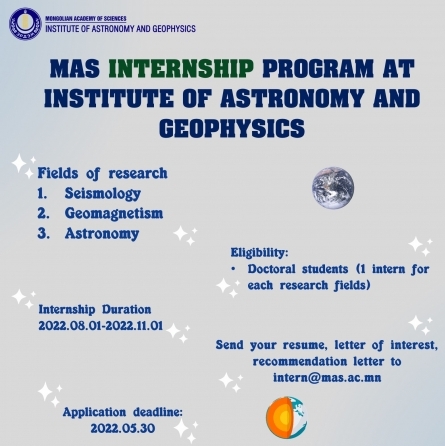 MONGOLIAN ACADEMY OF SCIENCES
INSTITUTE OF ASTRONOMY AND GEOPHYSICS
MAS INTERNSHIP PROGRAM AT
INSTITUTE OF ASTRONOMY AND
GEOPHYSICS
Fields of research
1. Seismology
2. Geomagnetism
3. Astronomy
Eligibility:
• Doctoral students (1 intern for
each research fields)
Internship Duration
2022.08.01-2022.11.01
Send your resume, letter of interest,
recommendation letter to
intern@mas.ac.mn
Application deadline:
2022.05.30